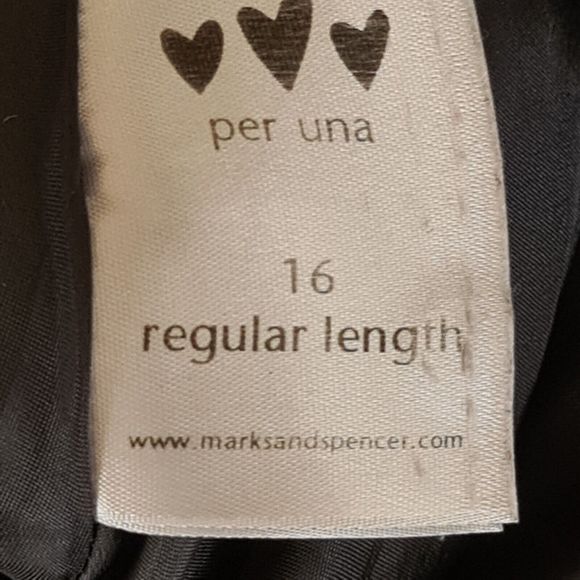 per una
16
regular length
www.marksandspencer.com